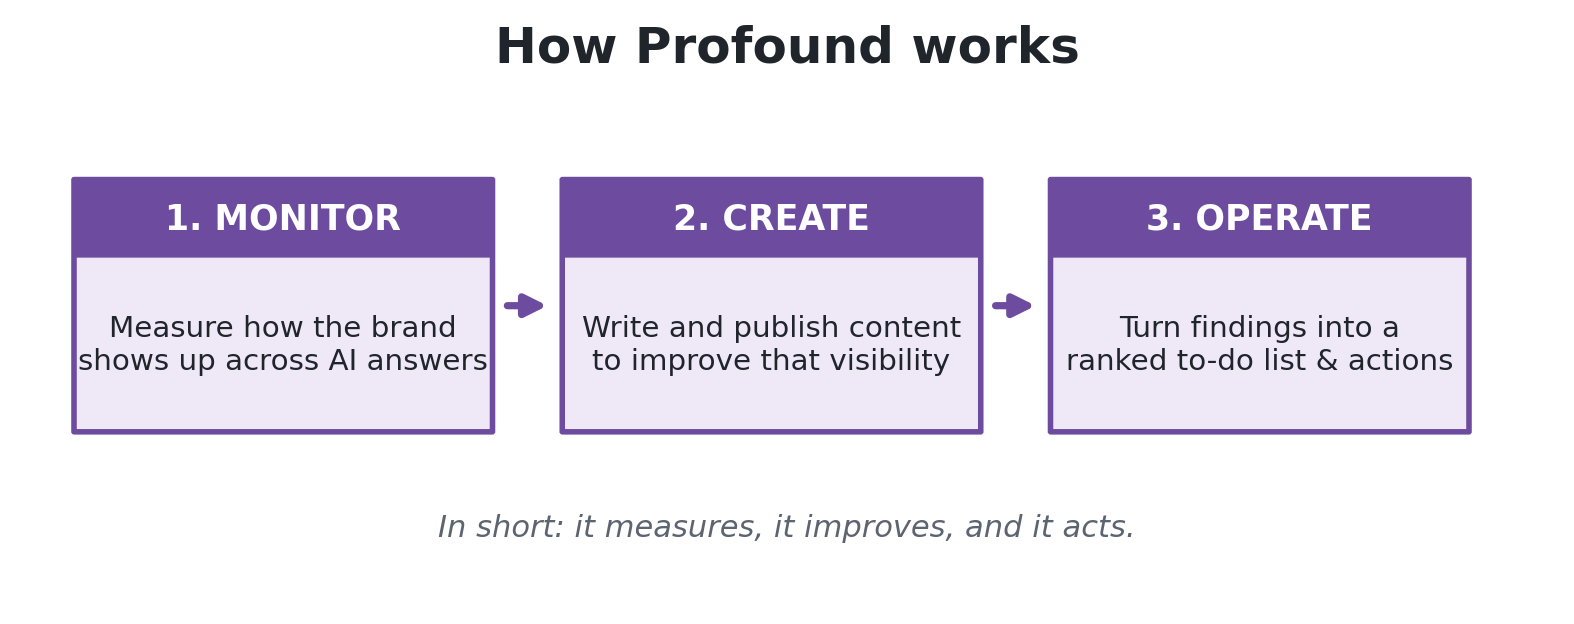 How Profound works
1. MONITOR
Measure how the brand
shows up across AI answers
2. CREATE
Write and publish content
to improve that visibility
3. OPERATE
Turn findings into a
ranked to-do list & actions
In short: it measures, it improves, and it acts.